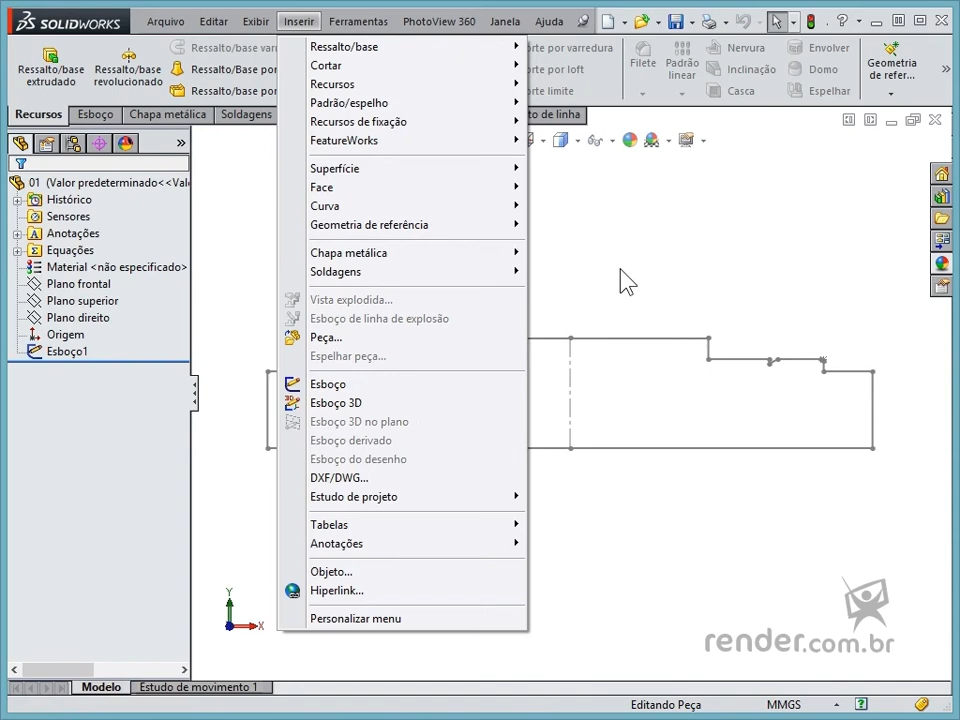 SOLIDWORKS Arquivo Editar Exibir Inserir Ferramentas PhotoView 360 Janela Ajuda
Ressalto/base extrudado
Ressalto/base revolucionado
Ressalto/base var
Ressalto/base por
Ressalto/base por
orte por varredura
orte por loft
orte limite
Filete
Padrão linear
Nervura
Inclinação
Casca
Envolver
Domo
Espelhar
Geometria de refer...
Recursos Esboço Chapa metálica Soldagens to de linha
01 (Valor predeterminado<<Val
Histórico
Sensores
Anotações
Equações
Material <não especificado>
Plano frontal
Plano superior
Plano direito
Origem
Esboço1
Ressalto/base
Cortar
Recursos
Padrão/espelho
Recursos de fixação
FeatureWorks
Superfície
Face
Curva
Geometria de referência
Chapa metálica
Soldagens
Vista explodida...
Esboço de linha de explosão
Peça...
Espelhar peça...
Esboço
Esboço 3D
Esboço 3D no plano
Esboço derivado
Esboço do desenho
DXF/DWG...
Estudo de projeto
Tabelas
Anotações
Objeto...
Hiperlink...
Personalizar menu
Y
X
render.com.br
Modelo Estudo de movimento 1
Editando Peça MMGS